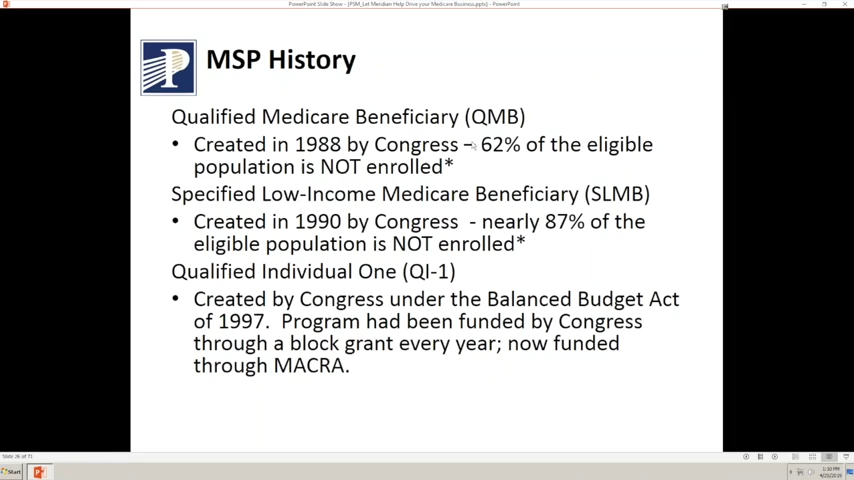 PowerPoint Slide Show - [PSM_Let Meridian Help Drive your Medicare Business.pptx] - PowerPoint
P
MSP History
Qualified Medicare Beneficiary (QMB)
• Created in 1988 by Congress – 62% of the eligible
population is NOT enrolled*
Specified Low-Income Medicare Beneficiary (SLMB)
• Created in 1990 by Congress - nearly 87% of the
eligible population is NOT enrolled*
Qualified Individual One (QI-1)
• Created by Congress under the Balanced Budget Act
of 1997. Program had been funded by Congress
through a block grant every year; now funded
through MACRA.
Slide 26 of 71
Start
1:30 PM